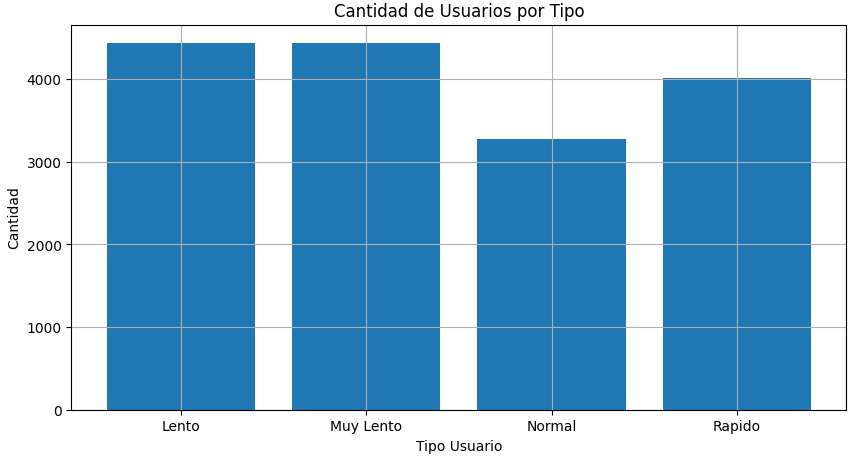 Cantidad de Usuarios por Tipo
Cantidad
4000
3000
2000
1000
0
Lento Muy Lento Normal Rapido
Tipo Usuario